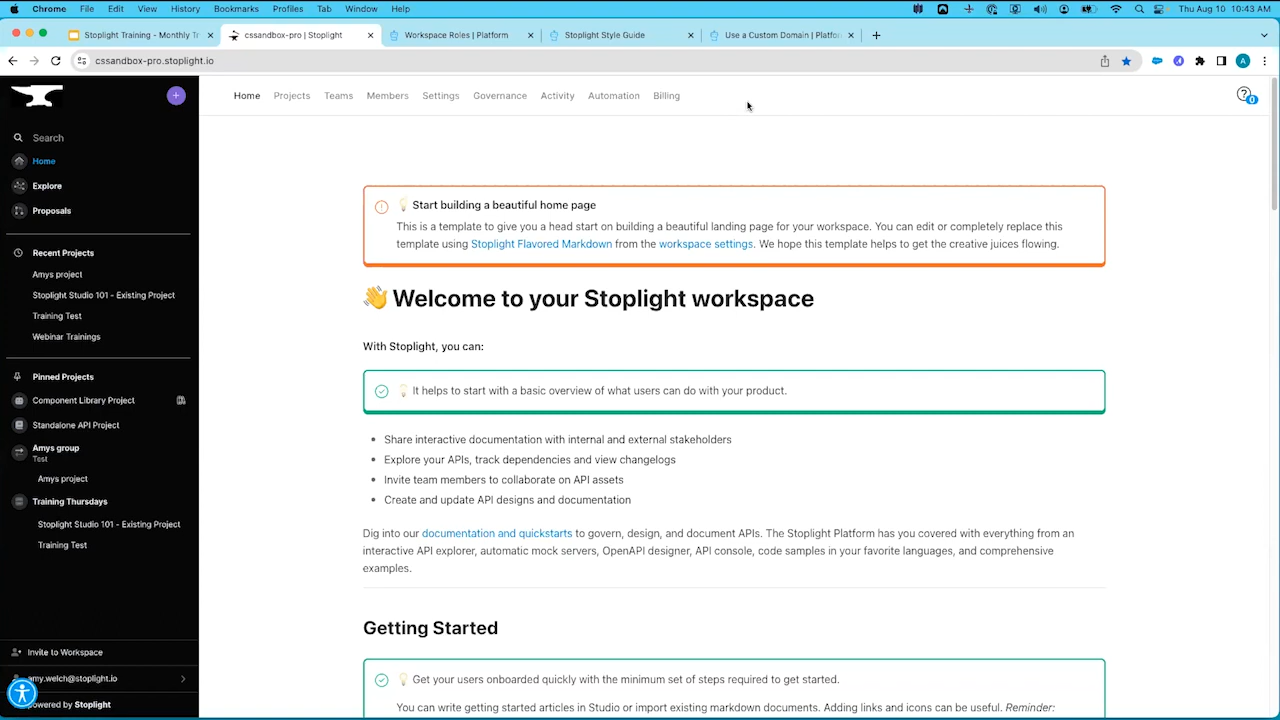 Chrome File Edit View History Bookmarks Profiles Tab Window Help Thu Aug 10 10:43 AM
Stoplight Training - Monthly T cssandbox-pro | Stoplight Workspace Roles | Platform Stoplight Style Guide Use a Custom Domain | Platfor
cssandbox-pro.stoplight.io
A
Home Projects Teams Members Settings Governance Activity Automation Billing
0
Search
Home
Explore
Proposals
Recent Projects
Amys project
Stoplight Studio 101 - Existing Project
Training Test
Webinar Trainings
Pinned Projects
Component Library Project
Standalone API Project
Amys group
Test
Amys project
Training Thursdays
Stoplight Studio 101 - Existing Project
Training Test
Invite to Workspace
amy.welch@stoplight.io
powered by Stoplight
Start building a beautiful home page
This is a template to give you a head start on building a beautiful landing page for your workspace. You can edit or completely replace this
template using Stoplight Flavored Markdown from the workspace settings. We hope this template helps to get the creative juices flowing.
👋 Welcome to your Stoplight workspace
With Stoplight, you can:
It helps to start with a basic overview of what users can do with your product.
• Share interactive documentation with internal and external stakeholders
• Explore your APIs, track dependencies and view changelogs
• Invite team members to collaborate on API assets
• Create and update API designs and documentation
Dig into our documentation and quickstarts to govern, design, and document APIs. The Stoplight Platform has you covered with everything from an
interactive API explorer, automatic mock servers, OpenAPI designer, API console, code samples in your favorite languages, and comprehensive
examples.
Getting Started
Get your users onboarded quickly with the minimum set of steps required to get started.
You can write getting started articles in Studio or import existing markdown documents. Adding links and icons can be useful. Reminder: